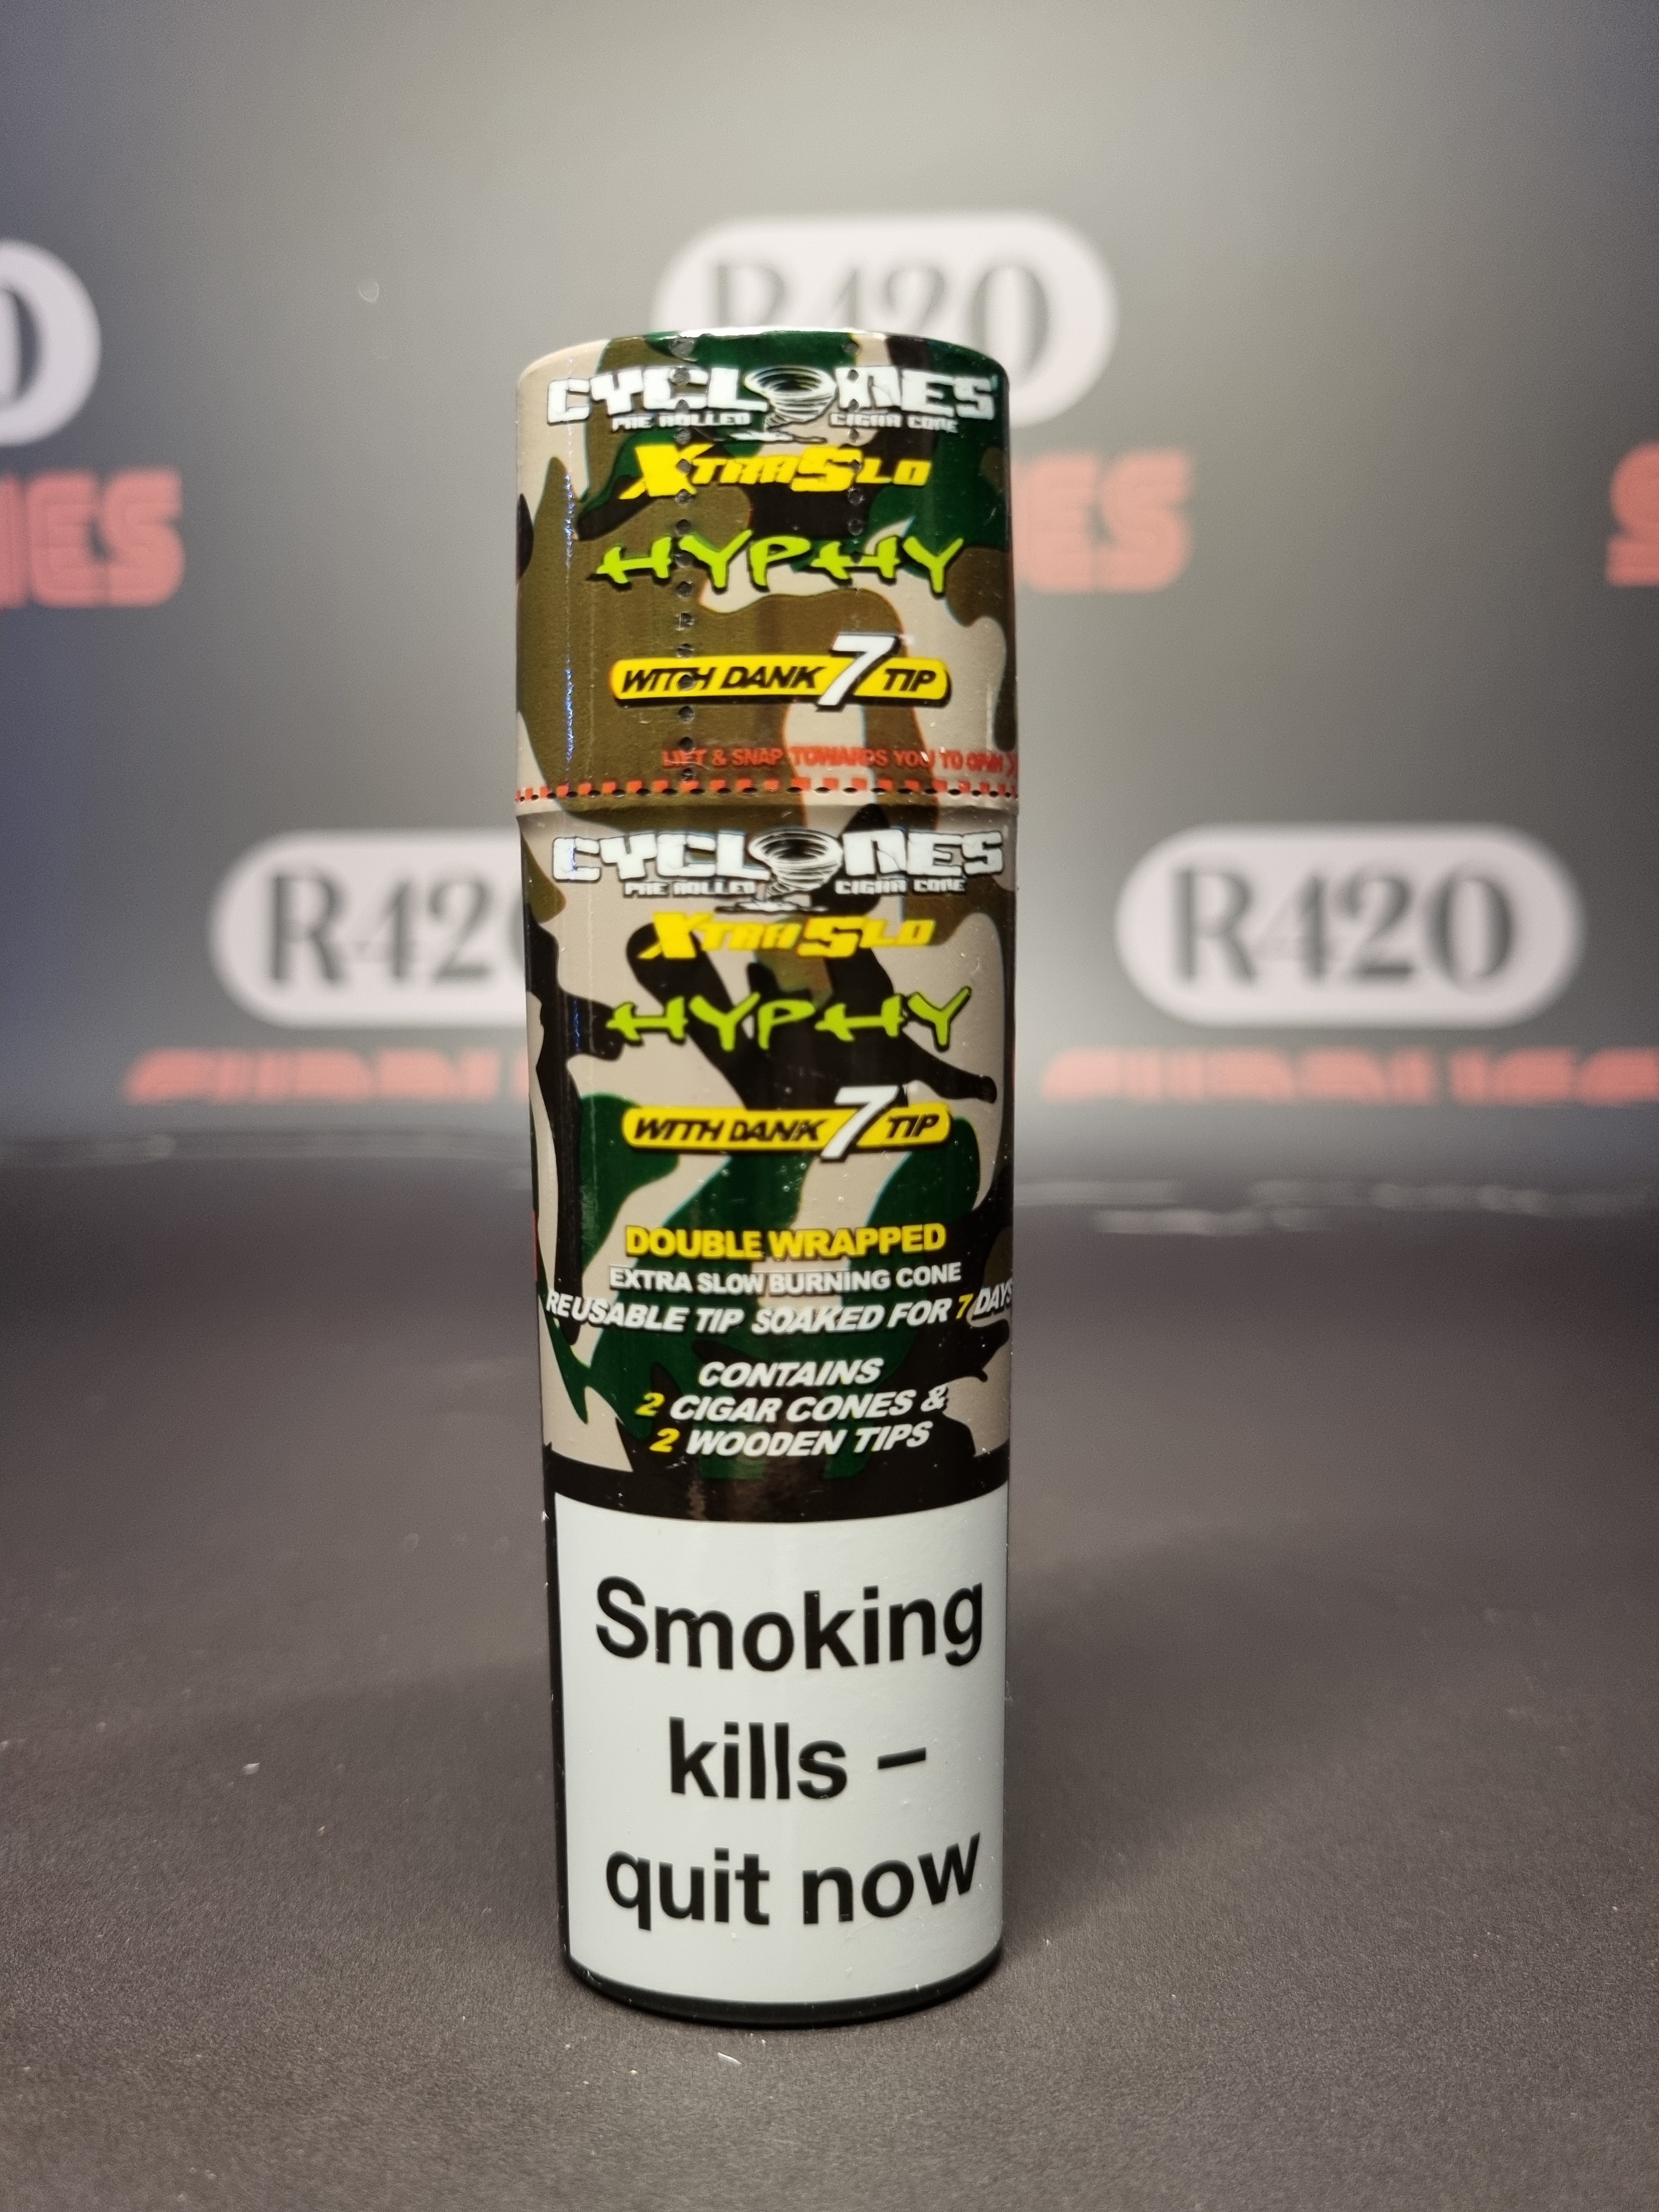 R420
CYCLONES
PRE ROLLED CIGAR CONE
XTRASLO
HYPHY
WITH DANK 7 TIP
LIFT & SNAP TOWARDS YOU TO OPEN
CYCLONES
PRE ROLLED CIGAR CONE
XTRASLO
HYPHY
WITH DANK 7 TIP
DOUBLE WRAPPED
EXTRA SLOW BURNING CONE
REUSABLE TIP SOAKED FOR 7 DAYS
CONTAINS
2 CIGAR CONES &
2 WOODEN TIPS
Smoking
kills –
quit now
R420
R420